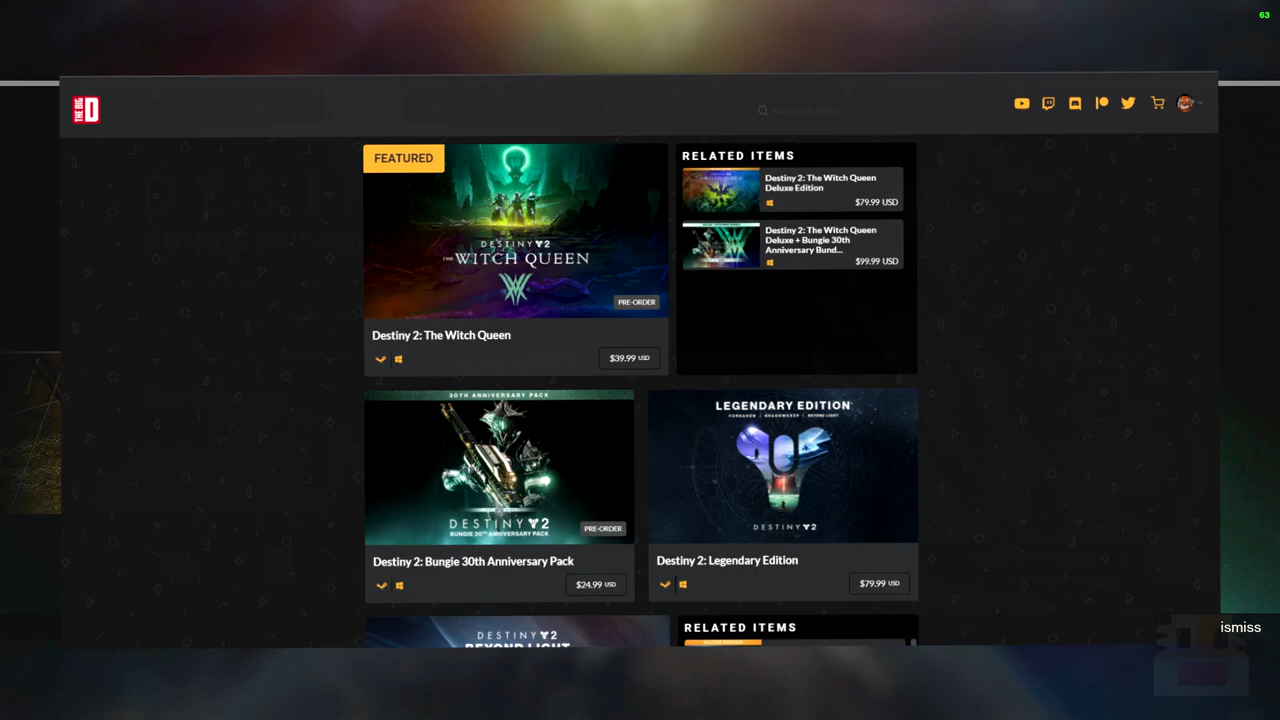 63
THE BIG D
FEATURED
DESTINY 2
THE WITCH QUEEN
PRE-ORDER
Destiny 2: The Witch Queen
$39.99 USD
RELATED ITEMS
Destiny 2: The Witch Queen
Deluxe Edition
$79.99 USD
Destiny 2: The Witch Queen
Deluxe + Bungie 30th
Anniversary Bund...
$99.99 USD
30TH ANNIVERSARY PACK
DESTINY 2
BUNGIE 30TH ANNIVERSARY PACK
PRE-ORDER
Destiny 2: Bungie 30th Anniversary Pack
$24.99 USD
LEGENDARY EDITION
FORSAKEN | SHADOWKEEP | BEYOND LIGHT
DESTINY 2
Destiny 2: Legendary Edition
$79.99 USD
DESTINY 2
BEYOND LIGHT
RELATED ITEMS
ismiss